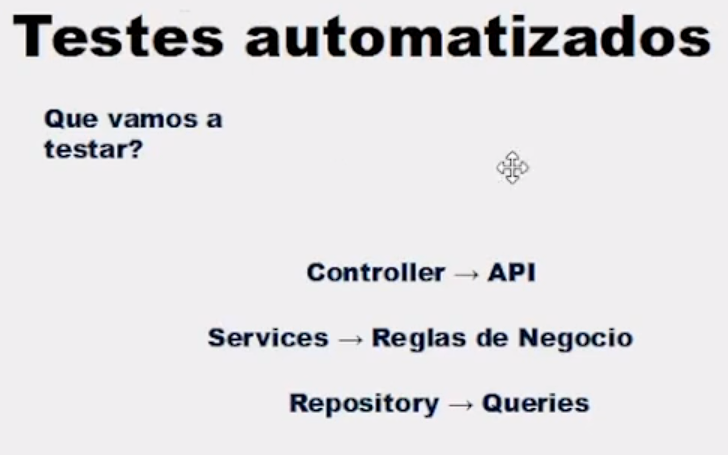 Testes automatizados
Que vamos a
testar?
Controller → API
Services → Reglas de Negocio
Repository → Queries